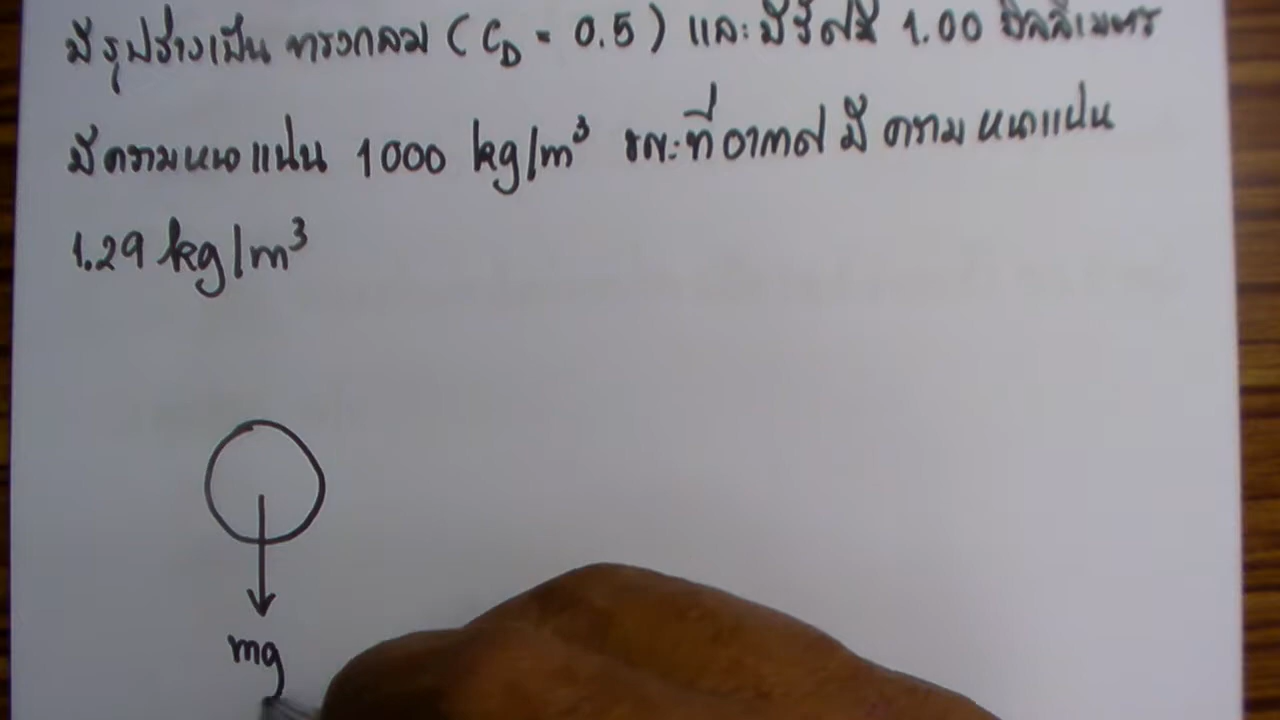 มีรูปร่างเป็น ทรงกลม (C_D = 0.5) และมีรัศมี 1.00 มิลลิเมตร
มีความหนาแน่น 1000 kg/m³ ขณะที่อากาศ มี ความหนาแน่น
1.29 kg/m³
mg